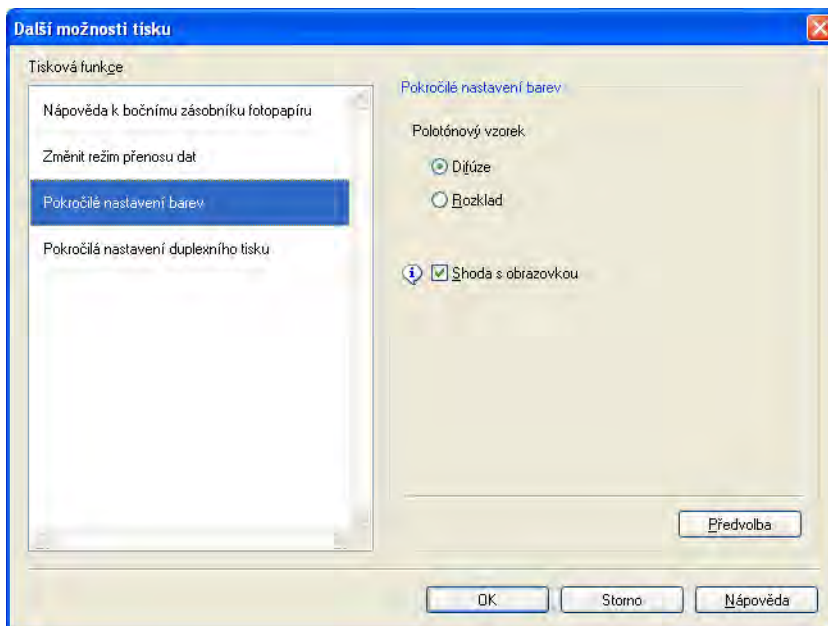 Další možnosti tisku
Tisková funkce
Nápověda k bočnímu zásobníku fotopapíru
Změnit režim přenosu dat
Pokročilé nastavení barev
Pokročilá nastavení duplexního tisku
Pokročilé nastavení barev
Polotónový vzorek
Difúze
Rozklad
Shoda s obrazovkou
Předvolba
OK
Storno
Nápověda